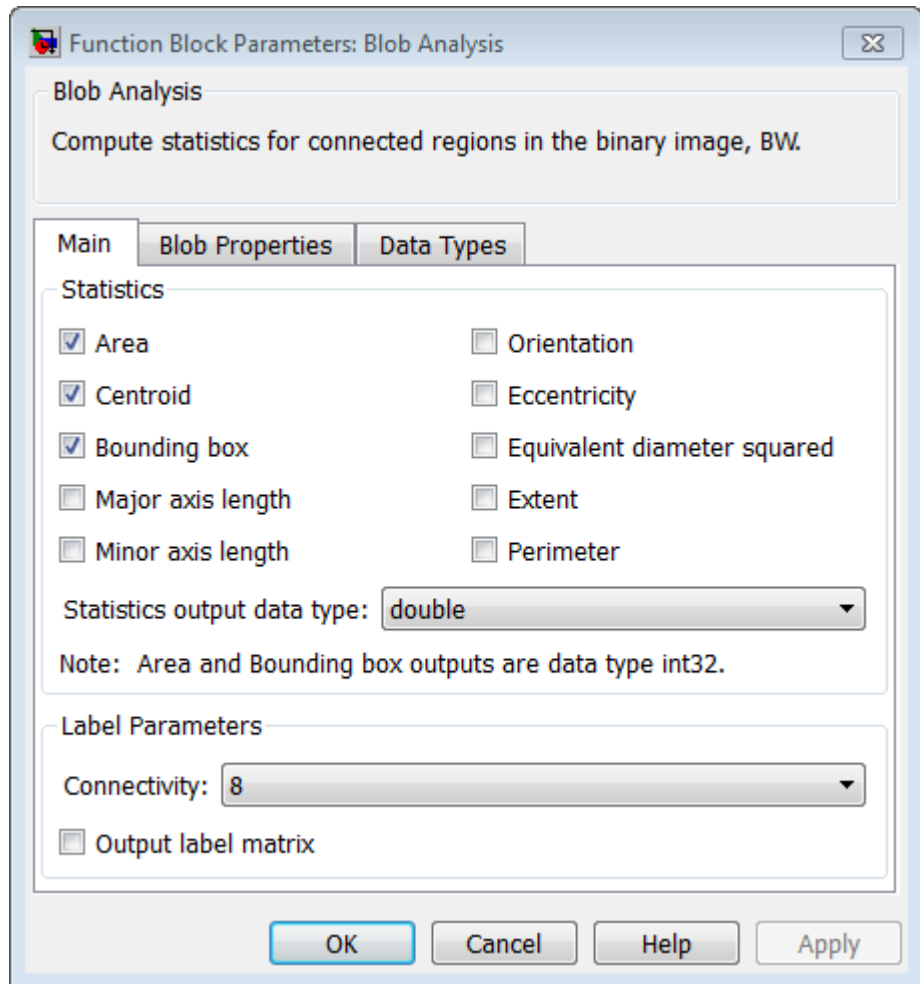 Function Block Parameters: Blob Analysis
Blob Analysis
Compute statistics for connected regions in the binary image, BW.
Main Blob Properties Data Types
Statistics
Area Orientation
Centroid Eccentricity
Bounding box Equivalent diameter squared
Major axis length Extent
Minor axis length Perimeter
Statistics output data type: double
Note: Area and Bounding box outputs are data type int32.
Label Parameters
Connectivity: 8
Output label matrix
OK Cancel Help Apply